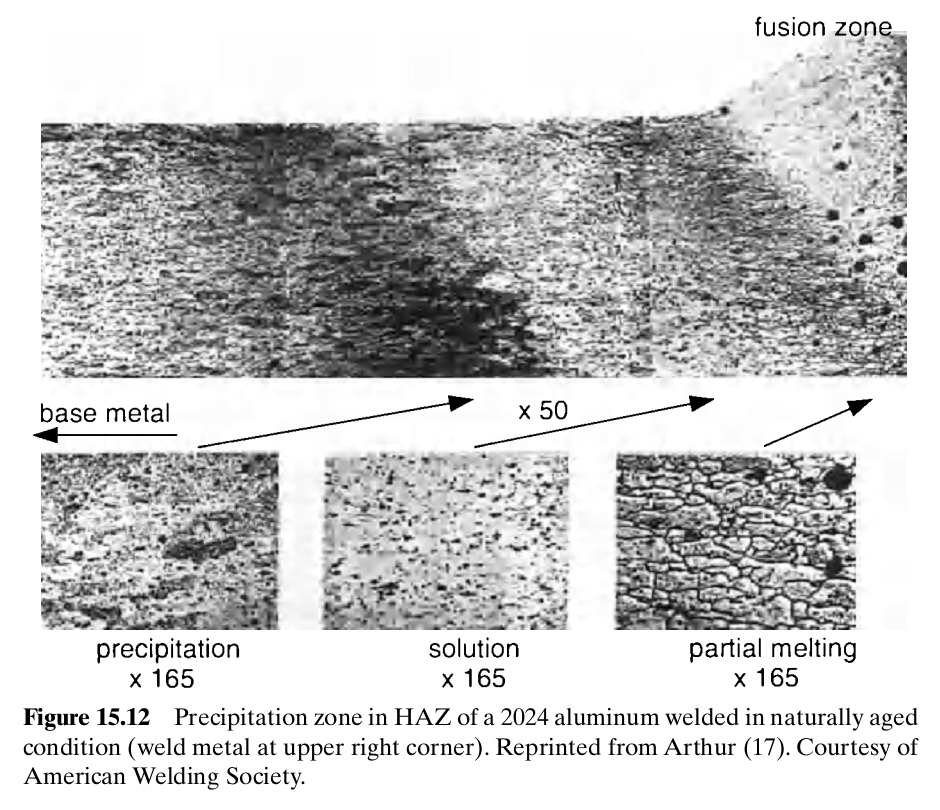 fusion zone
base metal
x 50
precipitation
x 165
solution
x 165
partial melting
x 165
Figure 15.12 Precipitation zone in HAZ of a 2024 aluminum welded in naturally aged
condition (weld metal at upper right corner). Reprinted from Arthur (17). Courtesy of
American Welding Society.